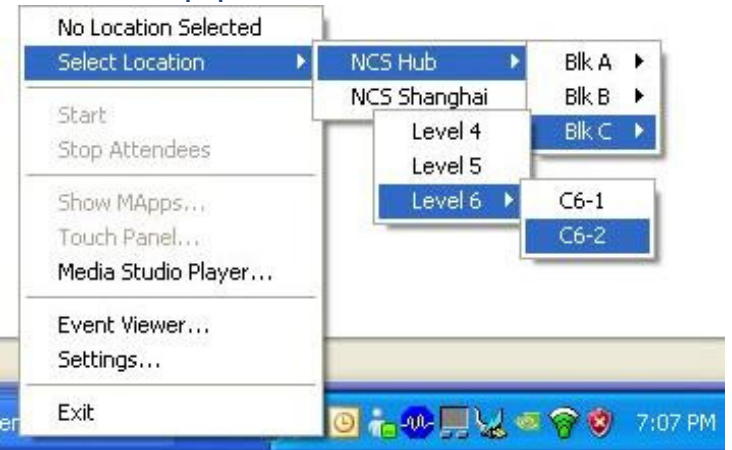 No Location Selected
Select Location
NCS Hub
Blk A
NCS Shanghai
Blk B
Blk C
Start
Stop Attendees
Level 4
Level 5
Level 6
C6-1
C6-2
Show MApps...
Touch Panel...
Media Studio Player...
Event Viewer...
Settings...
Exit
7:07 PM